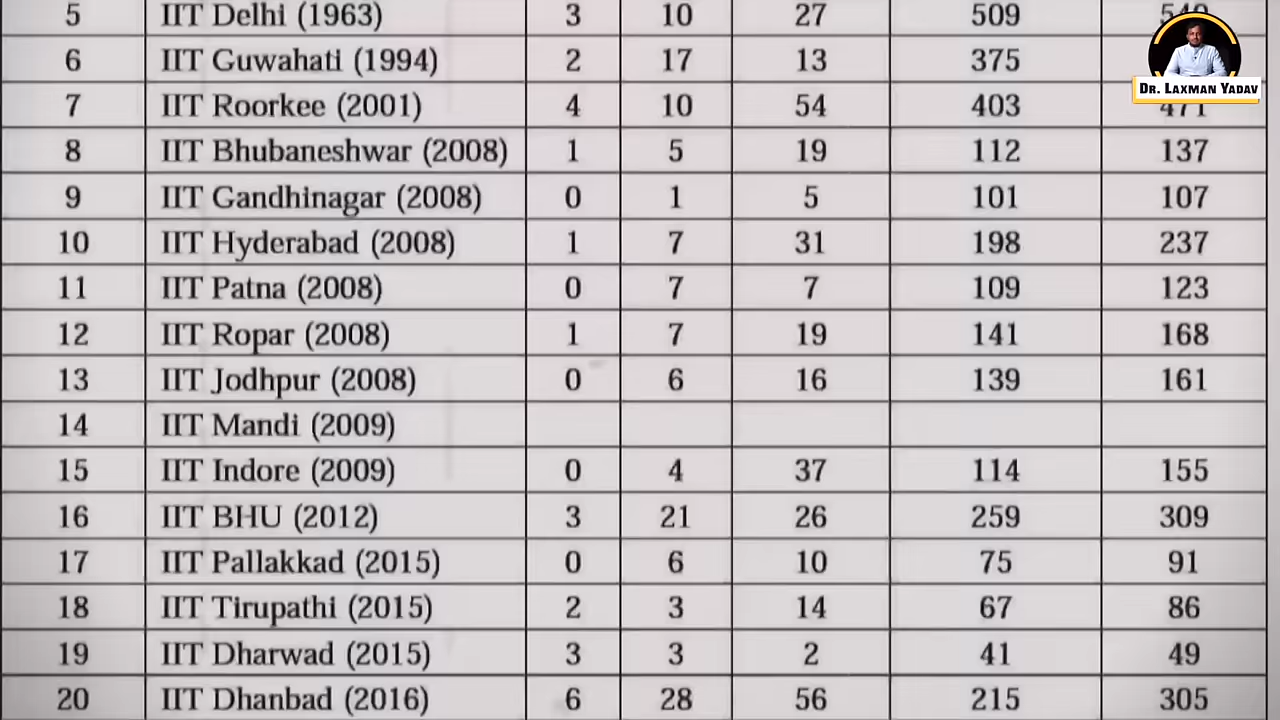 5 IIT Delhi (1963) 3 10 27 509
6 IIT Guwahati (1994) 2 17 13 375
DR. LAXMAN YADAV
7 IIT Roorkee (2001) 4 10 54 403 471
8 IIT Bhubaneshwar (2008) 1 5 19 112 137
9 IIT Gandhinagar (2008) 0 1 5 101 107
10 IIT Hyderabad (2008) 1 7 31 198 237
11 IIT Patna (2008) 0 7 7 109 123
12 IIT Ropar (2008) 1 7 19 141 168
13 IIT Jodhpur (2008) 0 6 16 139 161
14 IIT Mandi (2009)
15 IIT Indore (2009) 0 4 37 114 155
16 IIT BHU (2012) 3 21 26 259 309
17 IIT Pallakkad (2015) 0 6 10 75 91
18 IIT Tirupathi (2015) 2 3 14 67 86
19 IIT Dharwad (2015) 3 3 2 41 49
20 IIT Dhanbad (2016) 6 28 56 215 305